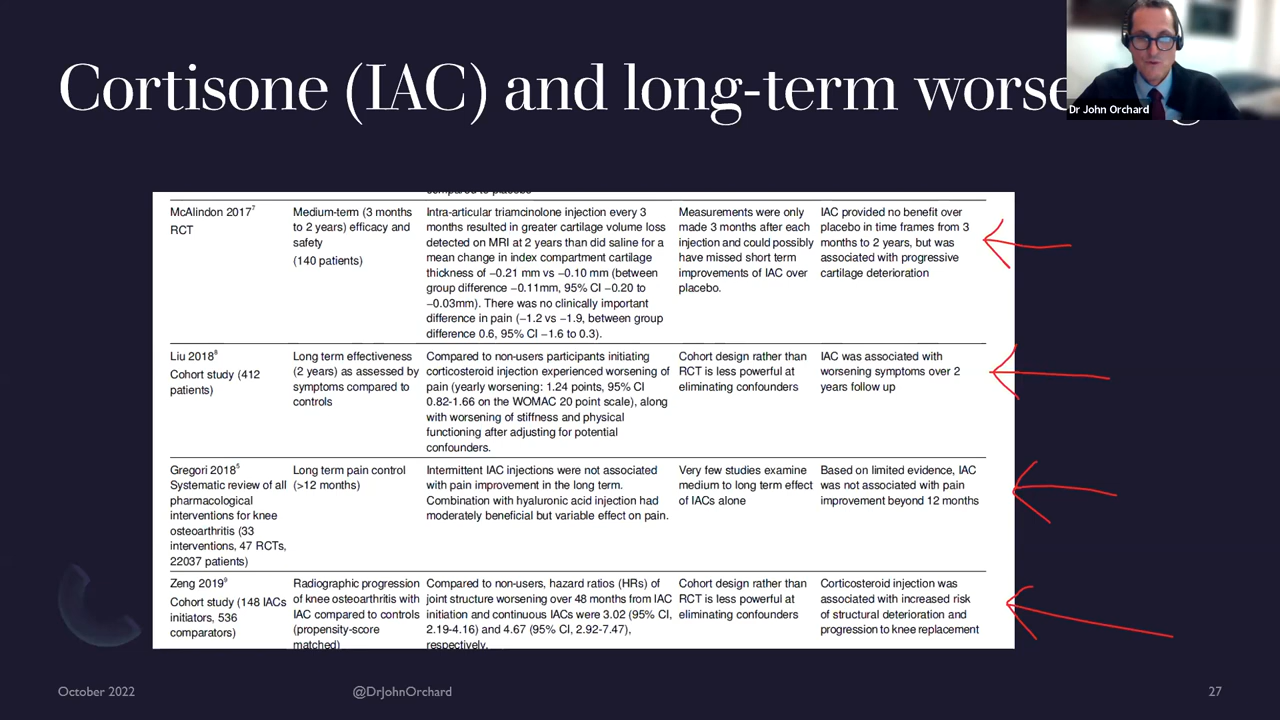 Cortisone (IAC) and long-term
Dr John Orchard
McAlindon 2017⁷
RCT
Medium-term (3 months
to 2 years) efficacy and
safety
(140 patients)
Intra-articular triamcinolone injection every 3
months resulted in greater cartilage volume loss
detected on MRI at 2 years than did saline for a
mean change in index compartment cartilage
thickness of −0.21 mm vs −0.10 mm (between
group difference −0.11mm, 95% CI −0.20 to
−0.03mm). There was no clinically important
difference in pain (−1.2 vs −1.9, between group
difference 0.6, 95% CI −1.6 to 0.3).
Measurements were only
made 3 months after each
injection and could possibly
have missed short term
improvements of IAC over
placebo.
IAC provided no benefit over
placebo in time frames from 3
months to 2 years, but was
associated with progressive
cartilage deterioration
Liu 2018⁸
Cohort study (412
patients)
Long term effectiveness
(2 years) as assessed by
symptoms compared to
controls
Compared to non-users participants initiating
corticosteroid injection experienced worsening of
pain (yearly worsening: 1.24 points, 95% CI
0.82-1.66 on the WOMAC 20 point scale), along
with worsening of stiffness and physical
functioning after adjusting for potential
confounders.
Cohort design rather than
RCT is less powerful at
eliminating confounders
IAC was associated with
worsening symptoms over 2
years follow up
Gregori 2018⁵
Systematic review of all
pharmacological
interventions for knee
osteoarthritis (33
interventions, 47 RCTs,
22037 patients)
Long term pain control
(>12 months)
Intermittent IAC injections were not associated
with pain improvement in the long term.
Combination with hyaluronic acid injection had
moderately beneficial but variable effect on pain.
Very few studies examine
medium to long term effect
of IACs alone
Based on limited evidence, IAC
was not associated with pain
improvement beyond 12 months
Zeng 2019⁹
Cohort study (148 IACs
initiators, 536
comparators)
Radiographic progression
of knee osteoarthritis with
IAC compared to controls
(propensity-score
matched)
Compared to non-users, hazard ratios (HRs) of
joint structure worsening over 48 months from IAC
initiation and continuous IACs were 3.02 (95% CI,
2.19-4.16) and 4.67 (95% CI, 2.92-7.47),
respectively.
Cohort design rather than
RCT is less powerful at
eliminating confounders
Corticosteroid injection was
associated with increased risk
of structural deterioration and
progression to knee replacement
October 2022
@DrJohnOrchard
27